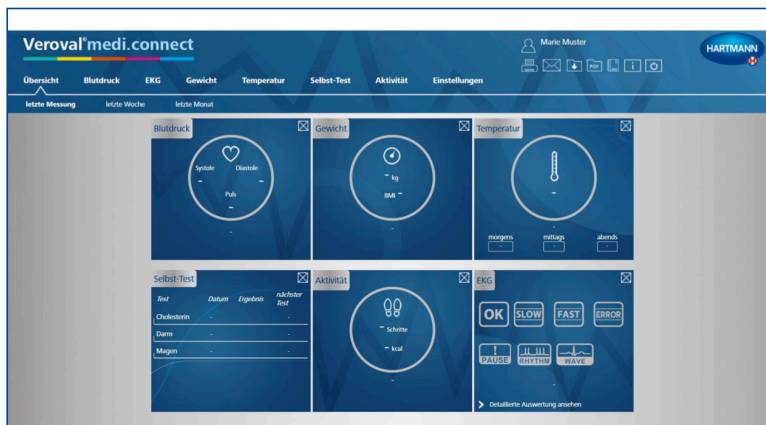 Veroval® medi.connect
Marie Muster
HARTMANN
PDF
i
Übersicht Blutdruck EKG Gewicht Temperatur Selbst-Test Aktivität Einstellungen
letzte Messung letzte Woche letzte Monat
Blutdruck
Systole Diastole
- -
Puls
-
-
Gewicht
- kg
BMI -
-
Temperatur
-
-
morgens mittags abends
- - -
Selbst-Test
Test Datum Ergebnis nächster Test
Cholesterin - -
Darm - -
Magen - -
Aktivität
- Schritte
- kcal
-
EKG
OK SLOW FAST ERROR
PAUSE RHYTHM WAVE
-
Detaillierte Auswertung ansehen